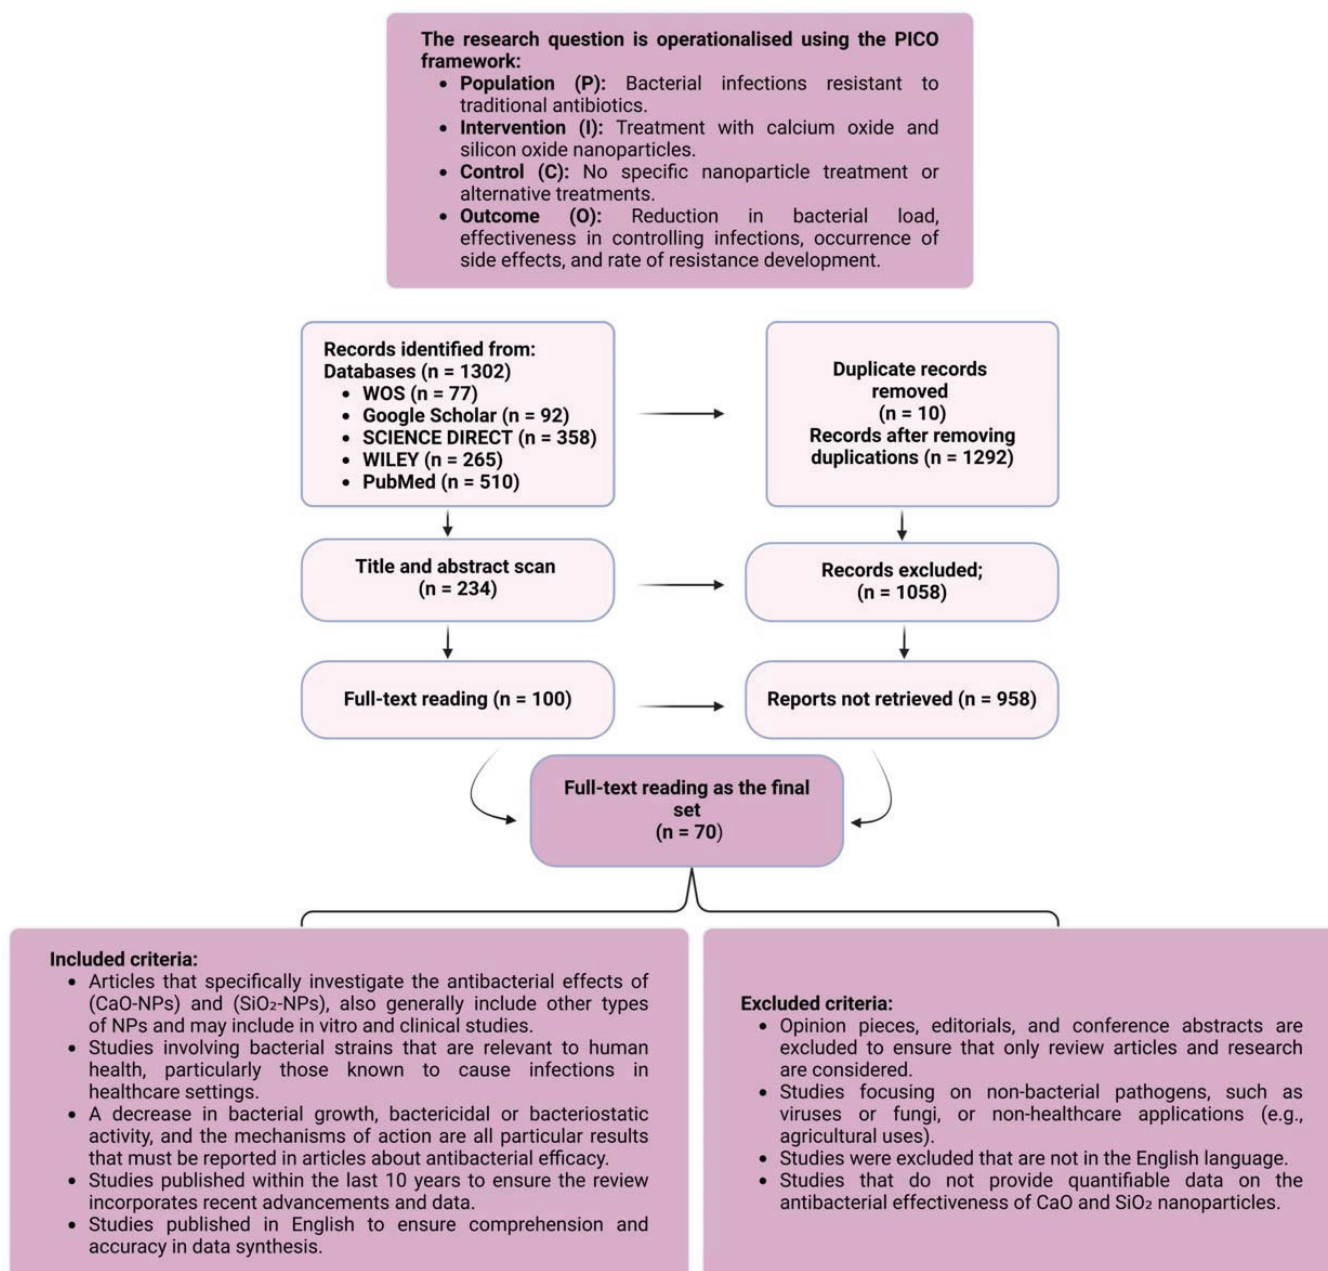 The research question is operationalised using the PICO
framework:
• Population (P): Bacterial infections resistant to
traditional antibiotics.
• Intervention (I): Treatment with calcium oxide and
silicon oxide nanoparticles.
• Control (C): No specific nanoparticle treatment or
alternative treatments.
• Outcome (O): Reduction in bacterial load,
effectiveness in controlling infections, occurrence of
side effects, and rate of resistance development.
Records identified from:
Databases (n = 1302)
• WOS (n = 77)
• Google Scholar (n = 92)
• SCIENCE DIRECT (n = 358)
• WILEY (n = 265)
• PubMed (n = 510)
Duplicate records
removed
(n = 10)
Records after removing
duplications (n = 1292)
Title and abstract scan
(n = 234)
Records excluded;
(n = 1058)
Full-text reading (n = 100)
Reports not retrieved (n = 958)
Full-text reading as the final
set
(n = 70)
Included criteria:
• Articles that specifically investigate the antibacterial effects of
(CaO-NPs) and (SiO₂-NPs), also generally include other types
of NPs and may include in vitro and clinical studies.
• Studies involving bacterial strains that are relevant to human
health, particularly those known to cause infections in
healthcare settings.
• A decrease in bacterial growth, bactericidal or bacteriostatic
activity, and the mechanisms of action are all particular results
that must be reported in articles about antibacterial efficacy.
• Studies published within the last 10 years to ensure the review
incorporates recent advancements and data.
• Studies published in English to ensure comprehension and
accuracy in data synthesis.
Excluded criteria:
• Opinion pieces, editorials, and conference abstracts are
excluded to ensure that only review articles and research
are considered.
• Studies focusing on non-bacterial pathogens, such as
viruses or fungi, or non-healthcare applications (e.g.,
agricultural uses).
• Studies were excluded that are not in the English language.
• Studies that do not provide quantifiable data on the
antibacterial effectiveness of CaO and SiO₂ nanoparticles.